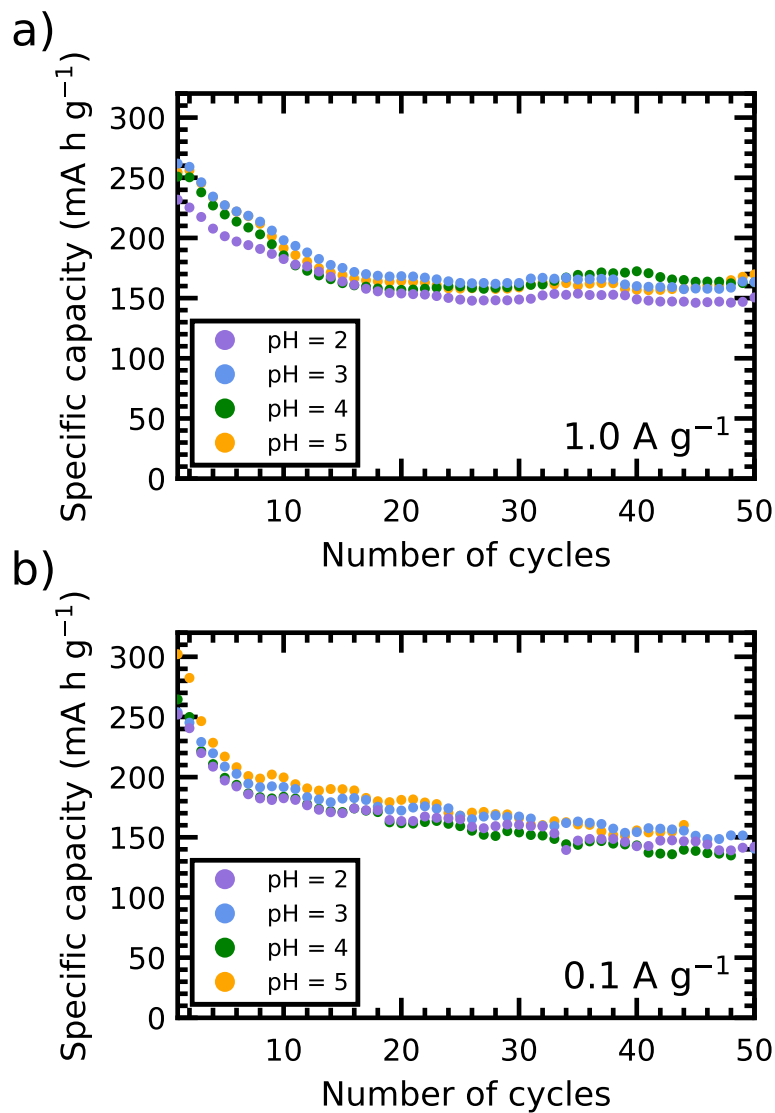 a)
Specific capacity (mA h g⁻¹)
300
250
200
150
100
50
0
pH = 2
pH = 3
pH = 4
pH = 5
1.0 A g⁻¹
10 20 30 40 50
Number of cycles
b)
Specific capacity (mA h g⁻¹)
300
250
200
150
100
50
0
pH = 2
pH = 3
pH = 4
pH = 5
0.1 A g⁻¹
10 20 30 40 50
Number of cycles